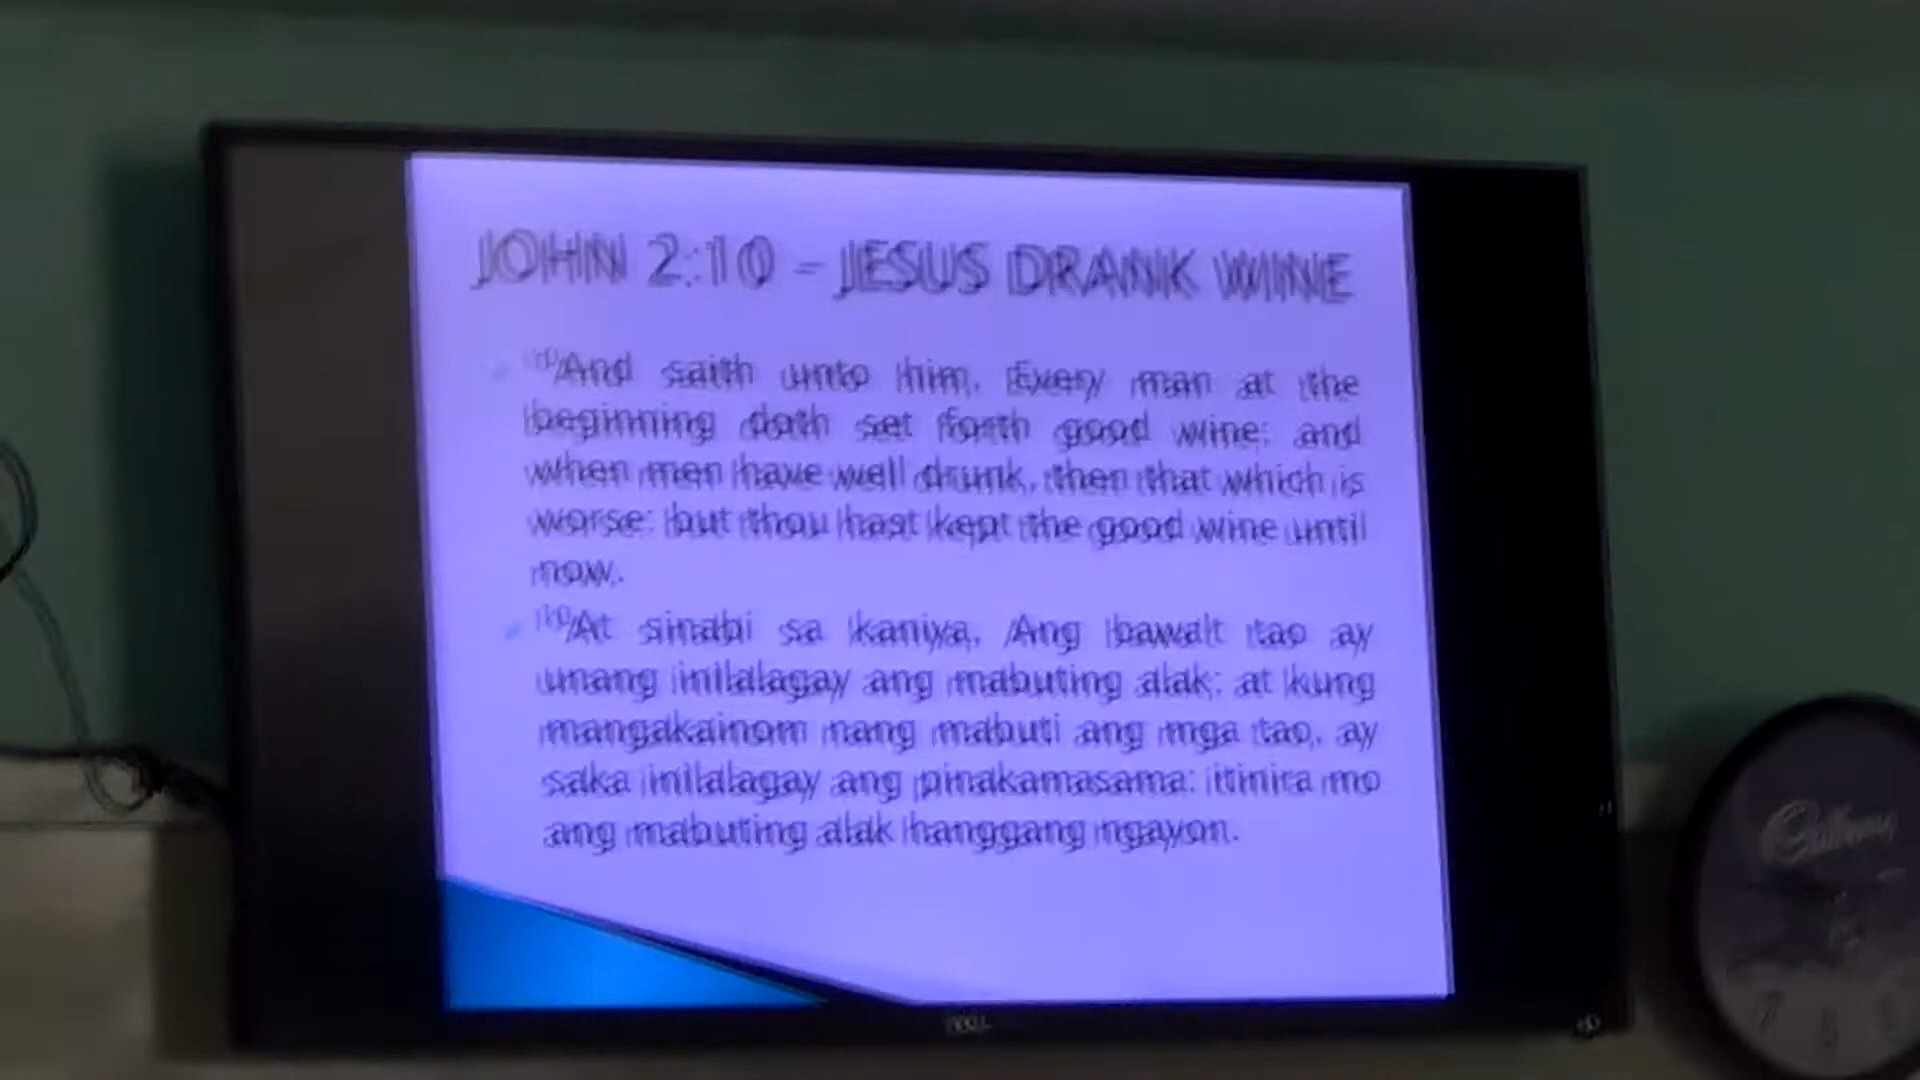 JOHN 2:10 – JESUS DRANK WINE
10And saith unto him, Every man at the
beginning doth set forth good wine; and
when men have well drunk, then that which is
worse: but thou hast kept the good wine until
now.
10At sinabi sa kaniya, Ang bawa't tao ay
unang inilalagay ang mabuting alak; at kung
mangakainom nang mabuti ang mga tao, ay
saka inilalagay ang pinakamasama: itinira mo
ang mabuting alak hanggang ngayon.
Cadbury